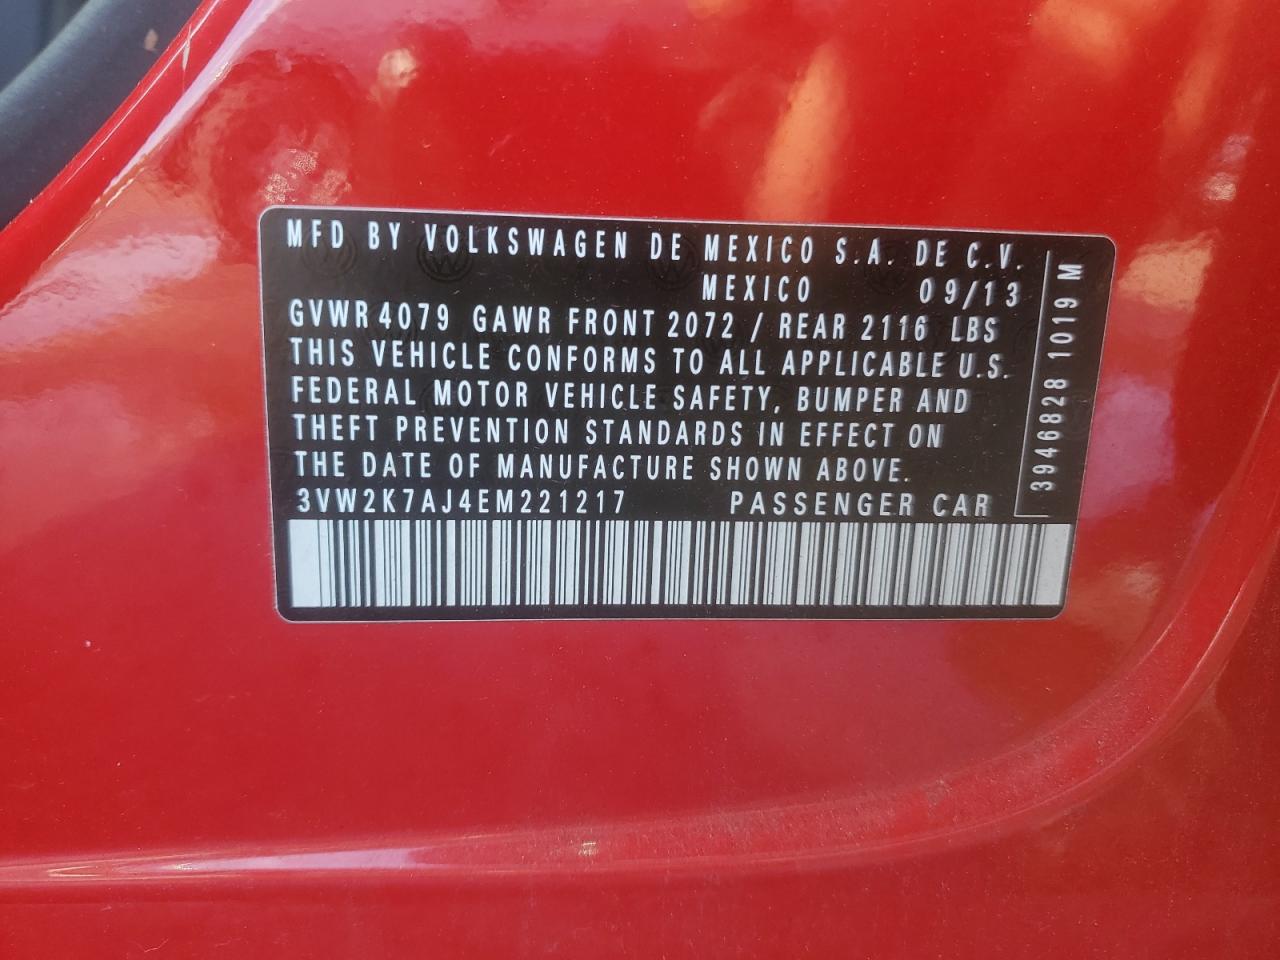 MFD BY VOLKSWAGEN DE MEXICO S.A. DE C.V.
MEXICO 09/13
GVWR 4079 GAWR FRONT 2072 / REAR 2116 LBS
THIS VEHICLE CONFORMS TO ALL APPLICABLE U.S.
FEDERAL MOTOR VEHICLE SAFETY, BUMPER AND
THEFT PREVENTION STANDARDS IN EFFECT ON
THE DATE OF MANUFACTURE SHOWN ABOVE.
3VW2K7AJ4EM221217 PASSENGER CAR
3946828 1019 M